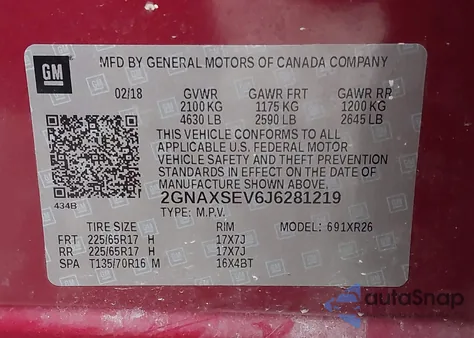 GM
MFD BY GENERAL MOTORS OF CANADA COMPANY
02/18 GVWR GAWR FRT GAWR RR
2100 KG 1175 KG 1200 KG
4630 LB 2590 LB 2645 LB
THIS VEHICLE CONFORMS TO ALL
APPLICABLE U.S. FEDERAL MOTOR
VEHICLE SAFETY AND THEFT PREVENTION
STANDARDS IN EFFECT ON THE DATE OF
MANUFACTURE SHOWN ABOVE.
434B
2GNAXSEV6J6281219
TYPE: M.P.V. MODEL: 691XR26
TIRE SIZE RIM
FRT 225/65R17 H 17X7J
RR 225/65R17 H 17X7J
SPA T135/70R16 M 16X4BT
autoSnap